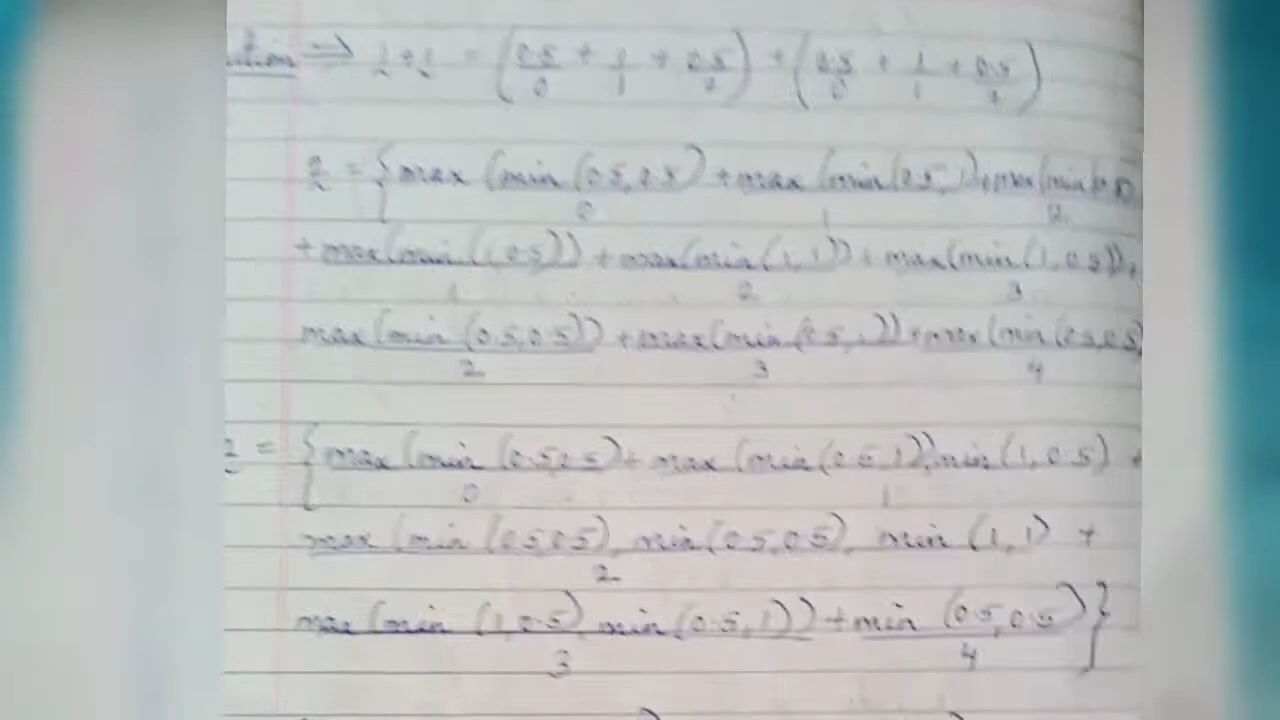 ⇒ 1 + 1 = (0.5/0 + 1/1 + 0.5/2) + (0.5/0 + 1/1 + 0.5/2)
2 = { max (min (0.5, 0.5)/0 + max (min (0.5, 1)/1 + max (min (0.5/2
+ max (min (1, 0.5))/1 + max (min (1, 1))/2 + max (min (1, 0.5))/3 +
max (min (0.5, 0.5))/2 + max (min (0.5, 1))/3 + max (min (0.5, 0.5)/4
2 = { max (min (0.5, 0.5)/0 + max (min (0.5, 1)), min (1, 0.5)/1 +
max (min (0.5, 0.5), min (0.5, 0.5), min (1, 1)/2 +
max (min (1, 0.5), min (0.5, 1))/3 + min (0.5, 0.5)/4 }